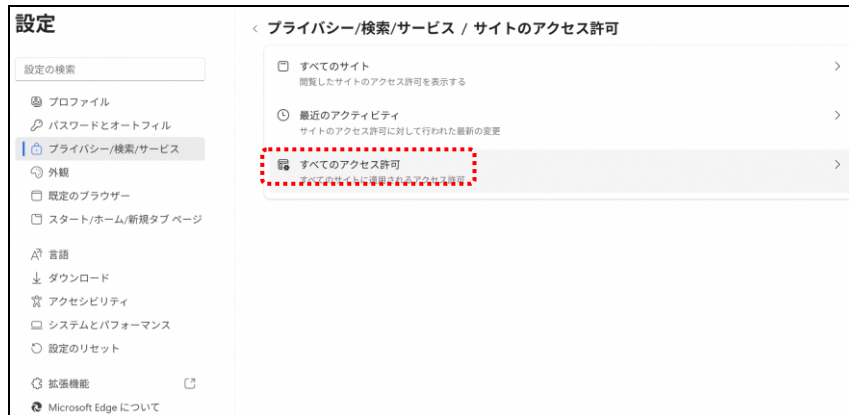 設定
設定の検索
プロファイル
パスワードとオートフィル
プライバシー/検索/サービス
外観
既定のブラウザー
スタート/ホーム/新規タブ ページ
言語
ダウンロード
アクセシビリティ
システムとパフォーマンス
設定のリセット
拡張機能
Microsoft Edge について
プライバシー/検索/サービス / サイトのアクセス許可
すべてのサイト
閲覧したサイトのアクセス許可を表示する
最近のアクティビティ
サイトのアクセス許可に対して行われた最新の変更
すべてのアクセス許可
すべてのサイトに適用されるアクセス許可